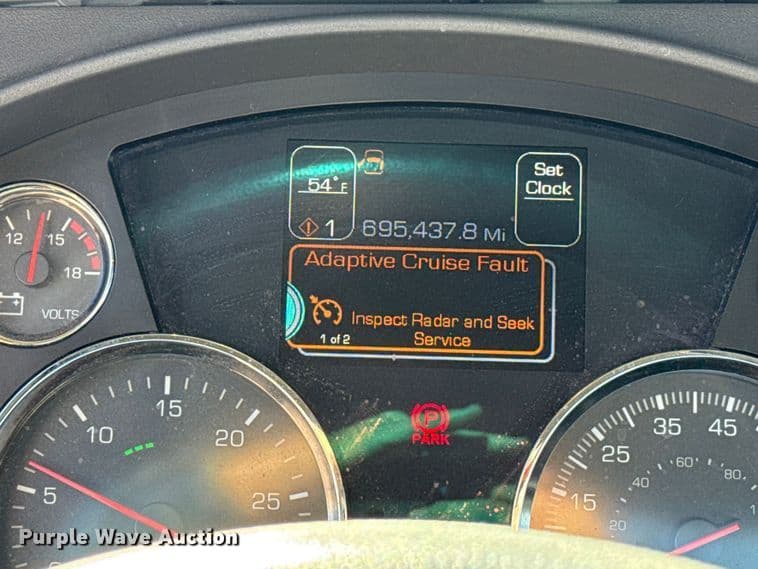 54°F
Set
Clock
1
695,437.8 Mi
Adaptive Cruise Fault
Inspect Radar and Seek
Service
1 of 2
12
15
18
VOLTS
P
PARK
5
10
15
20
25
15
25
35
45
20
40
60
80
Purple Wave Auction